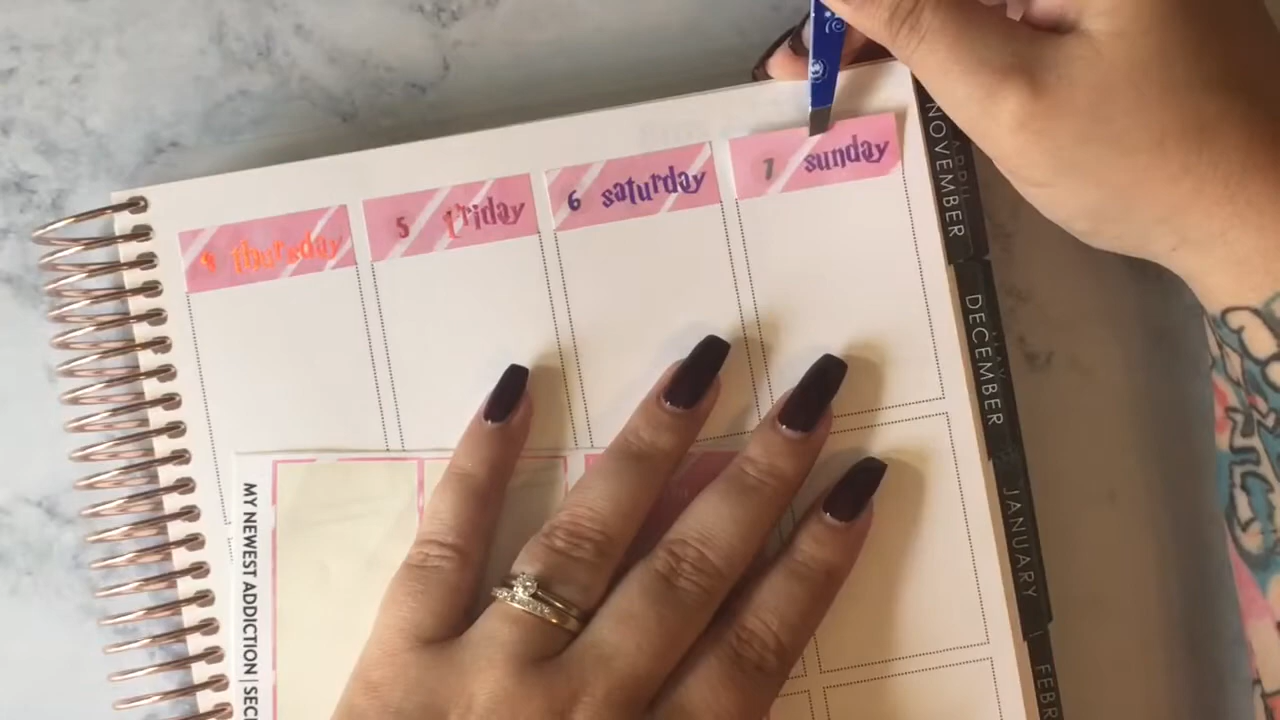 4 thursday
5 friday
6 saturday
7 sunday
NOVEMBER
DECEMBER
JANUARY
MY NEWEST ADDICTION |